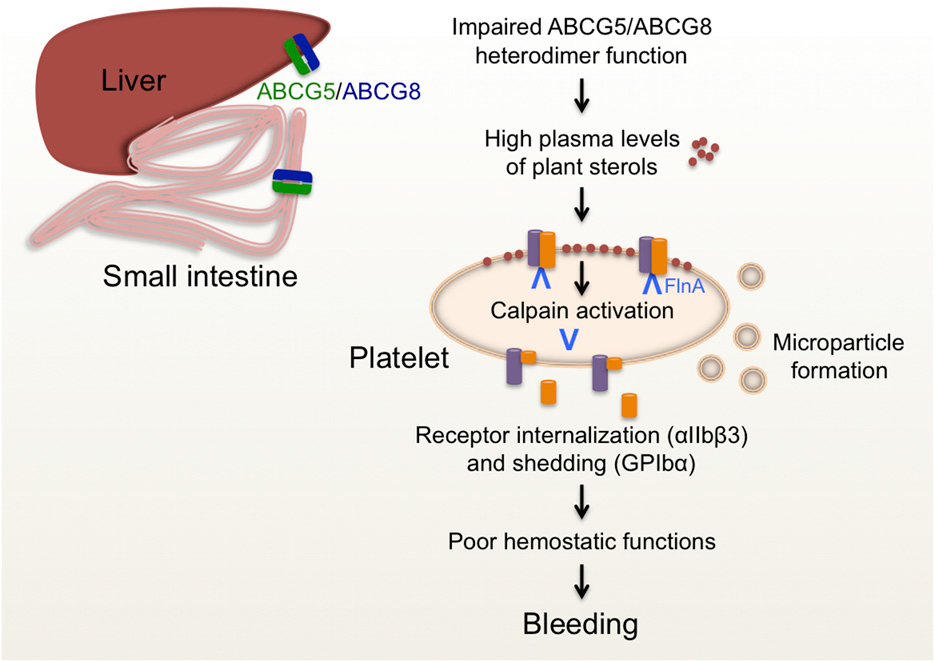 Liver
ABCG5/ABCG8
Small intestine
Impaired ABCG5/ABCG8
heterodimer function
High plasma levels
of plant sterols
FlnA
Calpain activation
Platelet
Microparticle
formation
Receptor internalization (αIIbβ3)
and shedding (GPIbα)
Poor hemostatic functions
Bleeding